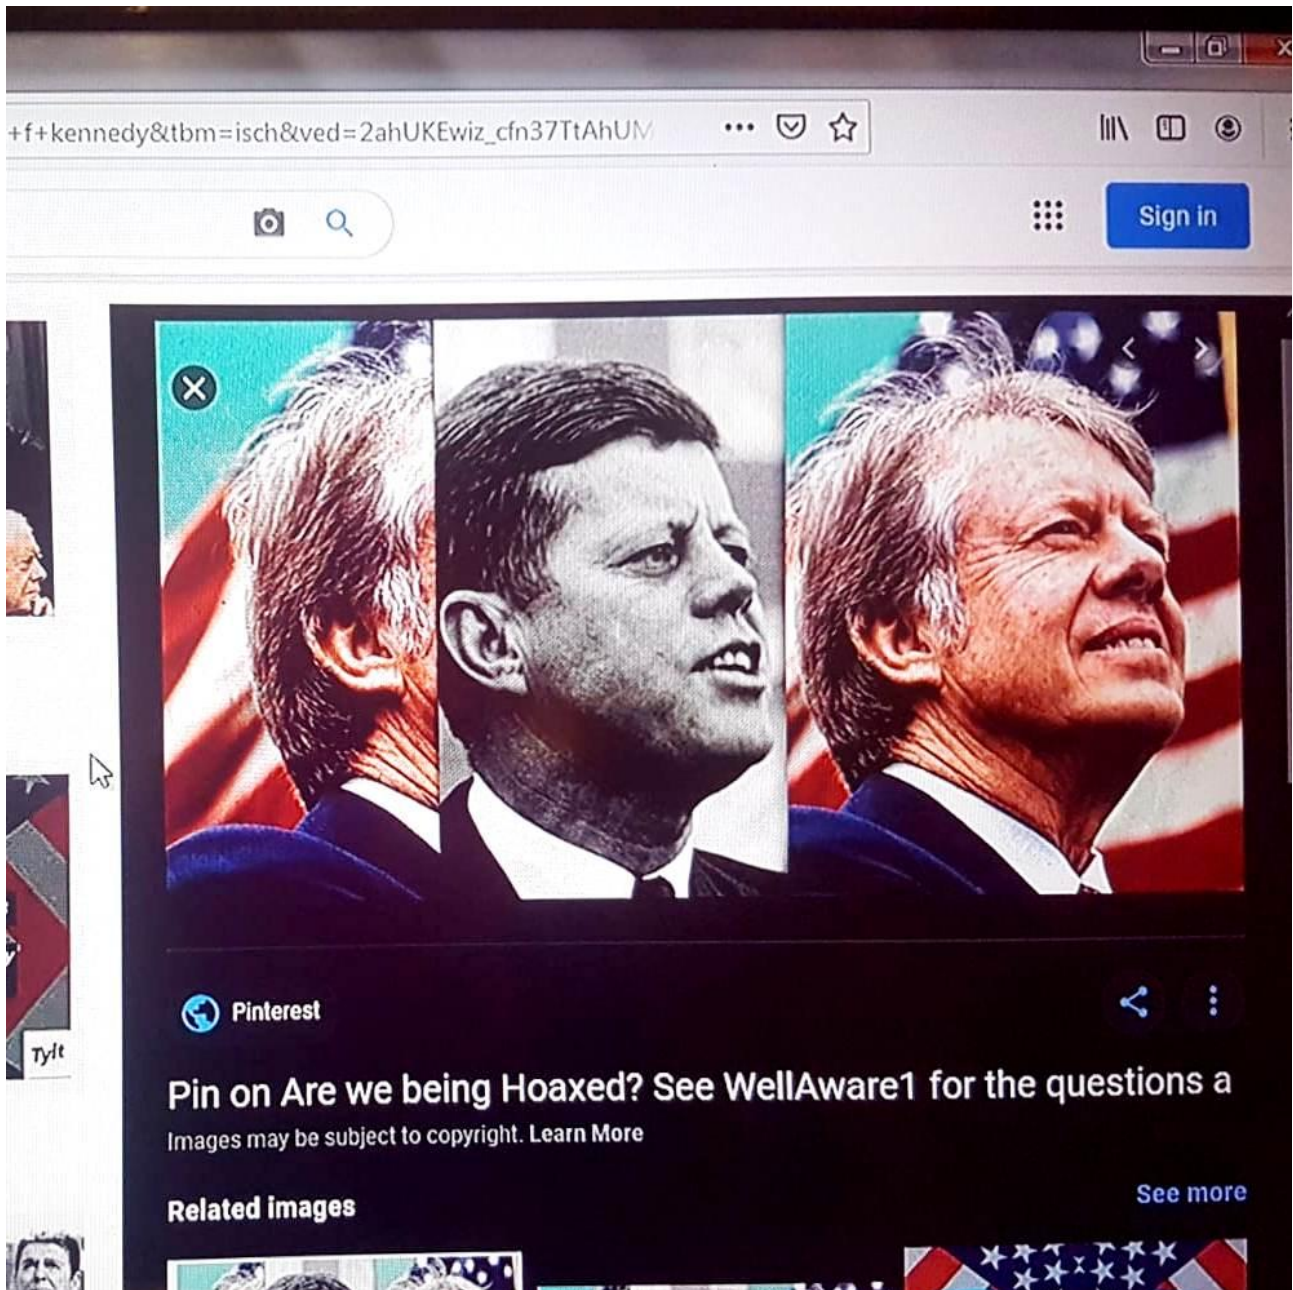 +f+kennedy&tbm=isch&ved=2ahUKEwiz_cfn37TtAhUM
Sign in
Pinterest
Tylt
Pin on Are we being Hoaxed? See WellAware1 for the questions a
Images may be subject to copyright. Learn More
Related images
See more